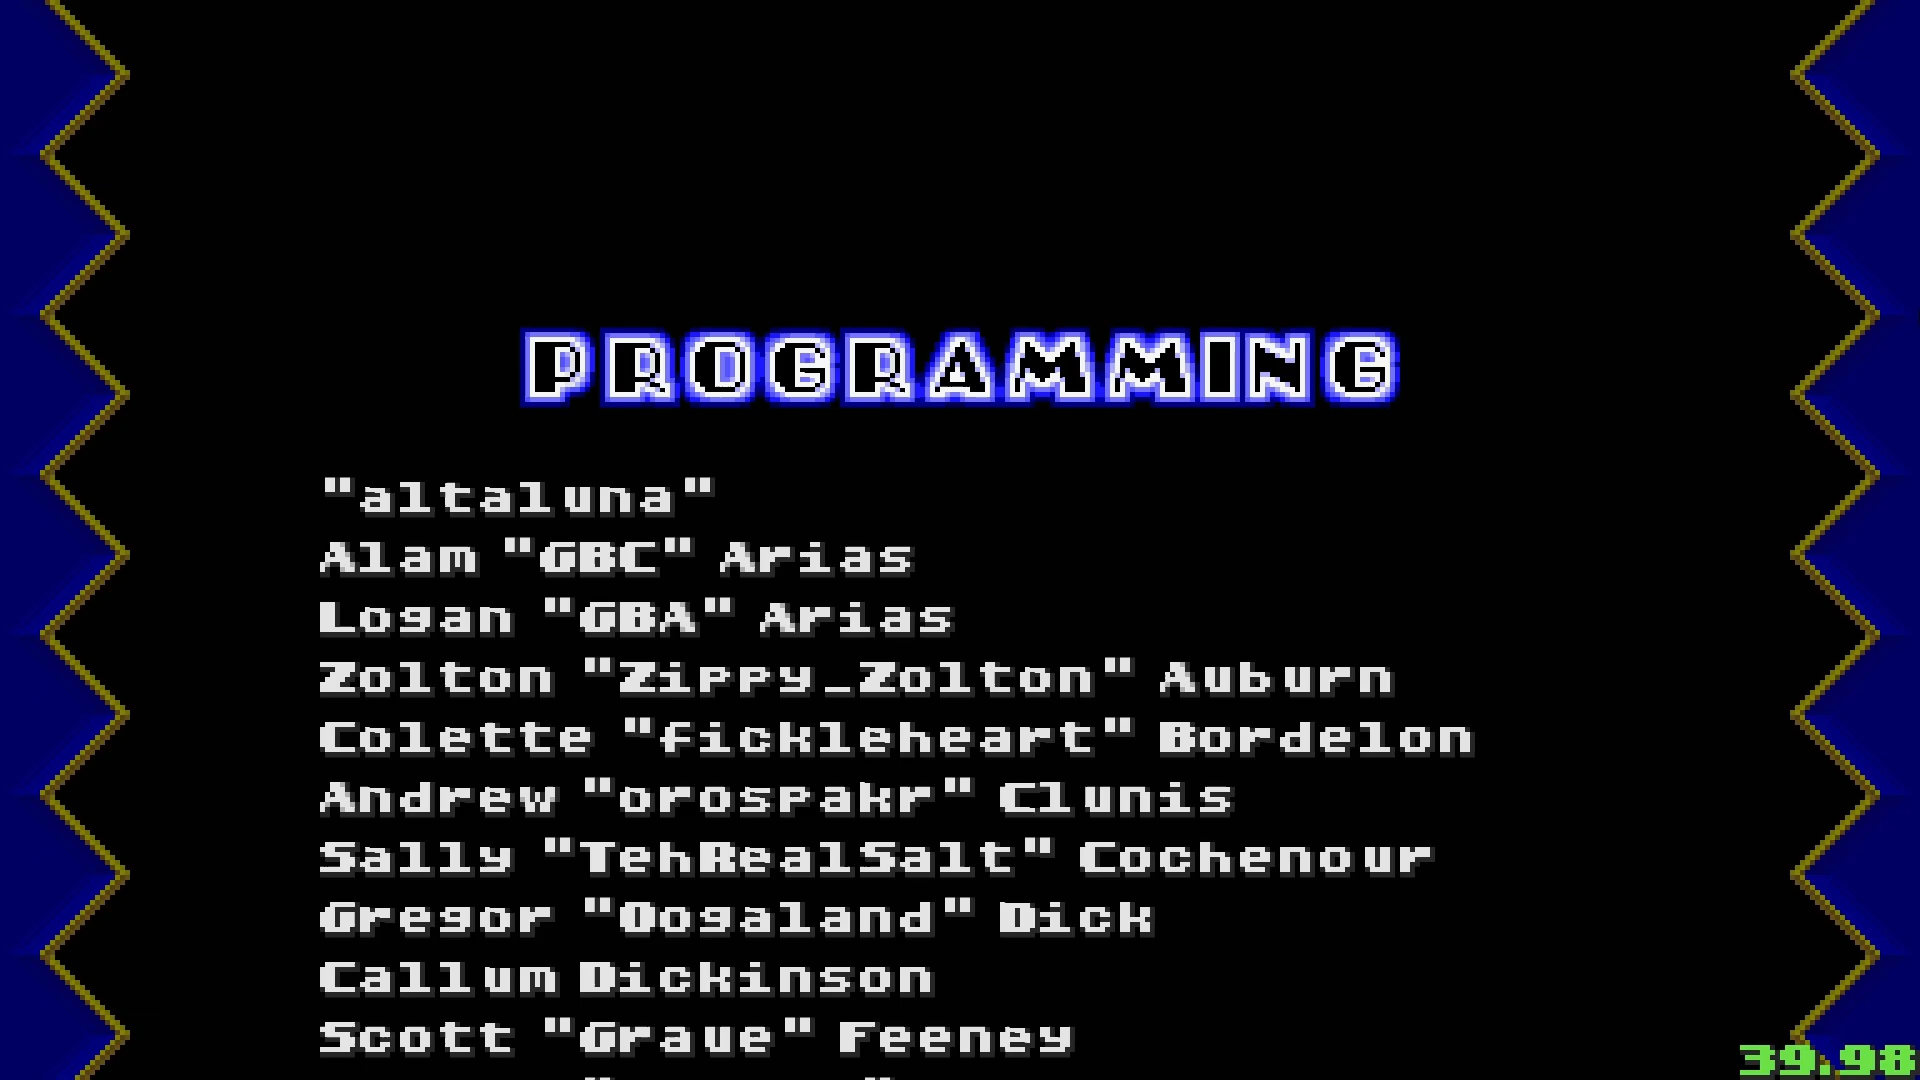 PROGRAMMING
"altaluna"
Alam "GBC" Arias
Logan "GBA" Arias
Zolton "Zippy_Zolton" Auburn
Colette "fickleheart" Bordelon
Andrew "orospakr" Clunis
Sally "TehRealSalt" Cochenour
Gregor "Oogaland" Dick
Callum Dickinson
Scott "Graue" Feeney
39.98